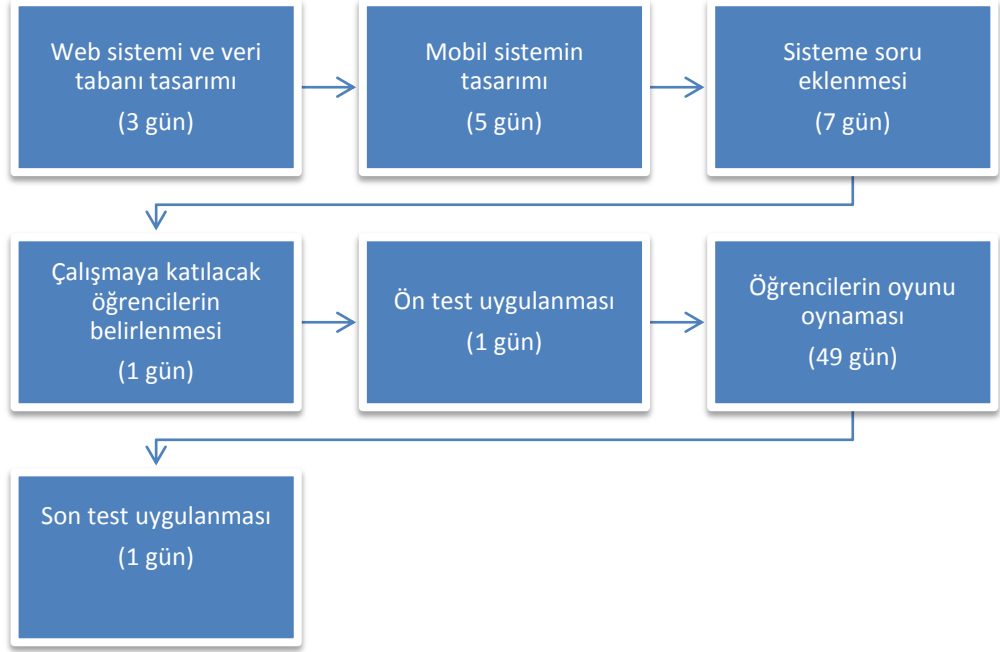 Web sistemi ve veri
tabanı tasarımı
(3 gün)
Mobil sistemin
tasarımı
(5 gün)
Sisteme soru
eklenmesi
(7 gün)
Çalışmaya katılacak
öğrencilerin
belirlenmesi
(1 gün)
Ön test uygulanması
(1 gün)
Öğrencilerin oyunu
oynaması
(49 gün)
Son test uygulanması
(1 gün)